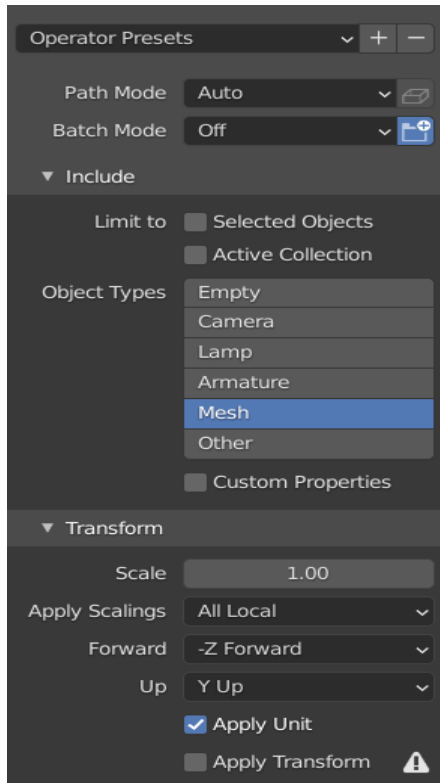 Operator Presets
Path Mode Auto
Batch Mode Off
Include
Limit to Selected Objects
Active Collection
Object Types Empty
Camera
Lamp
Armature
Mesh
Other
Custom Properties
Transform
Scale 1.00
Apply Scalings All Local
Forward -Z Forward
Up Y Up
Apply Unit
Apply Transform